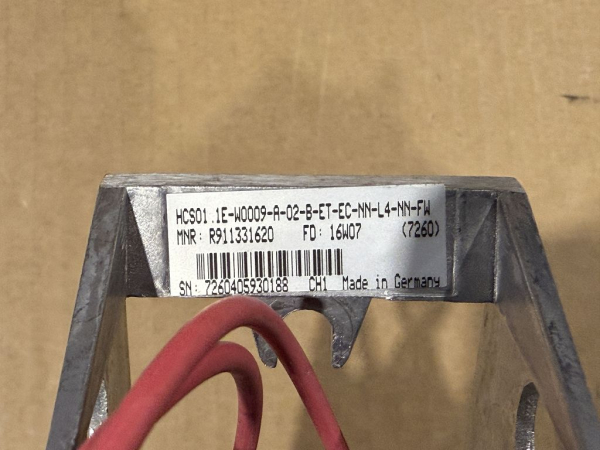 HCS01.1E-W0009-A-02-B-ET-EC-NN-L4-NN-FW
MNR: R911331620 FD: 16W07 (7260)
SN: 7260405930188 CH1 Made in Germany